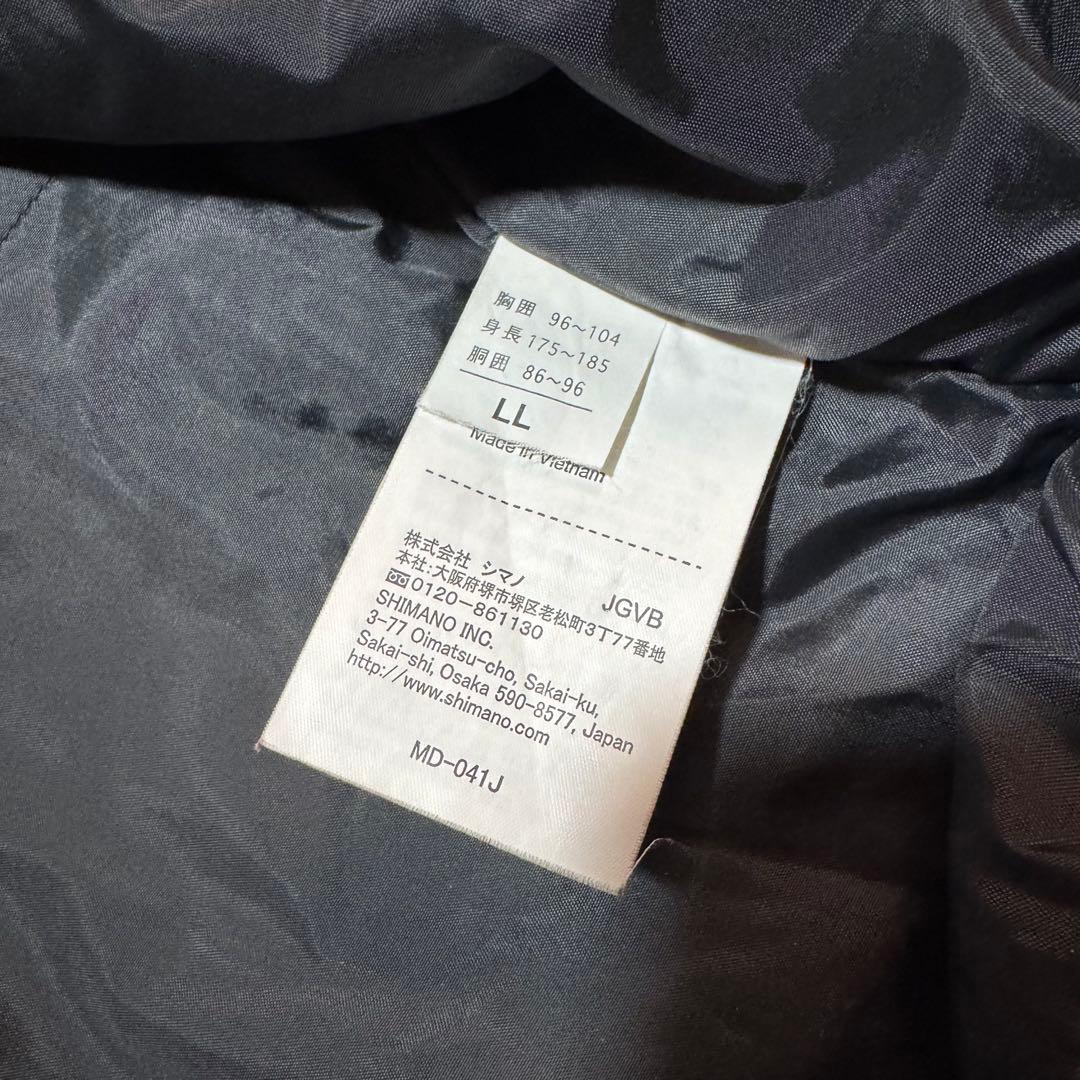 胸囲 96~104
身長 175~185
胴囲 86~96
LL
Made in Vietnam
株式会社 シマノ JGVB
本社:大阪府堺市堺区老松町3丁77番地
0120-861130
SHIMANO INC.
3-77 Oimatsu-cho, Sakai-ku,
Sakai-shi, Osaka 590-8577, Japan
http://www.shimano.com
MD-041J